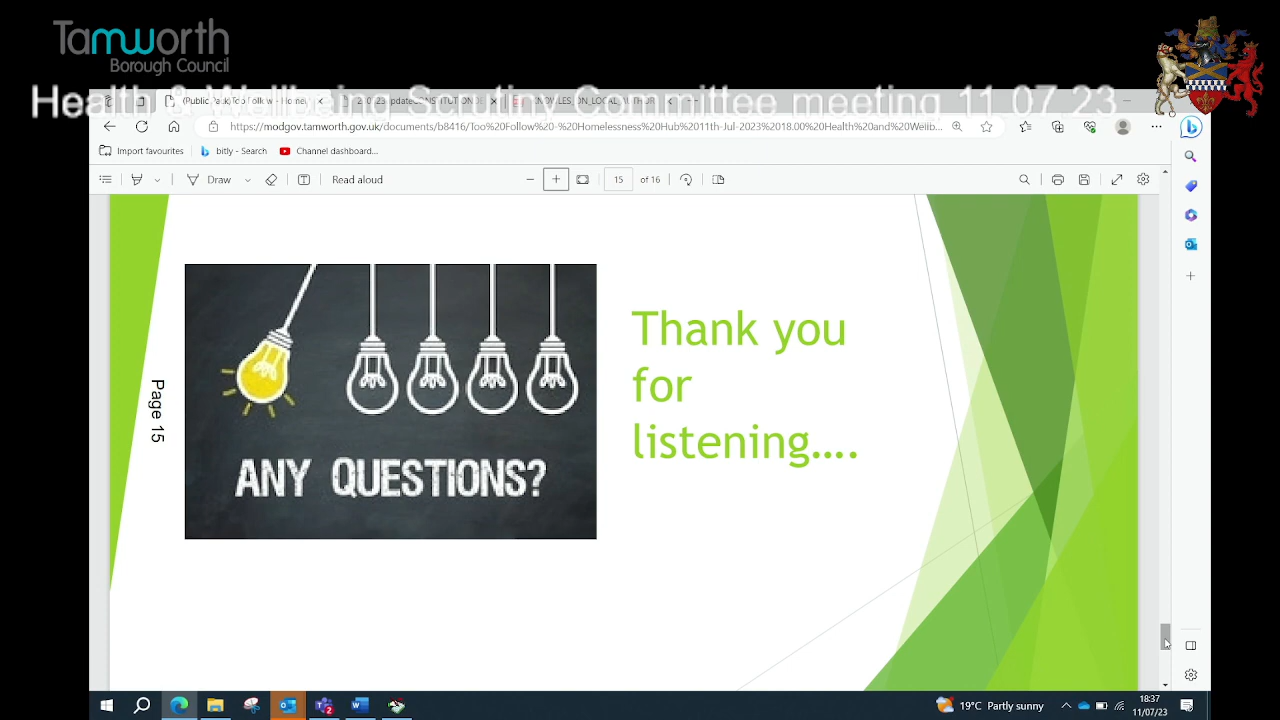 Tamworth
Borough Council
Health & Wellbeing Scrutiny Committee meeting 11.07.23
https://modgov.tamworth.gov.uk/documents/b8416/Too%20Follow%20-%20Homelessness%20Hub%2011th-Jul-2023%2018.00%20Health%20and%20Wellb...
Import favourites
bitly - Search
Channel dashboard...
Draw
Read aloud
15
of 16
Page 15
ANY QUESTIONS?
Thank you
for
listening....
19°C Partly sunny
18:37
11/07/23